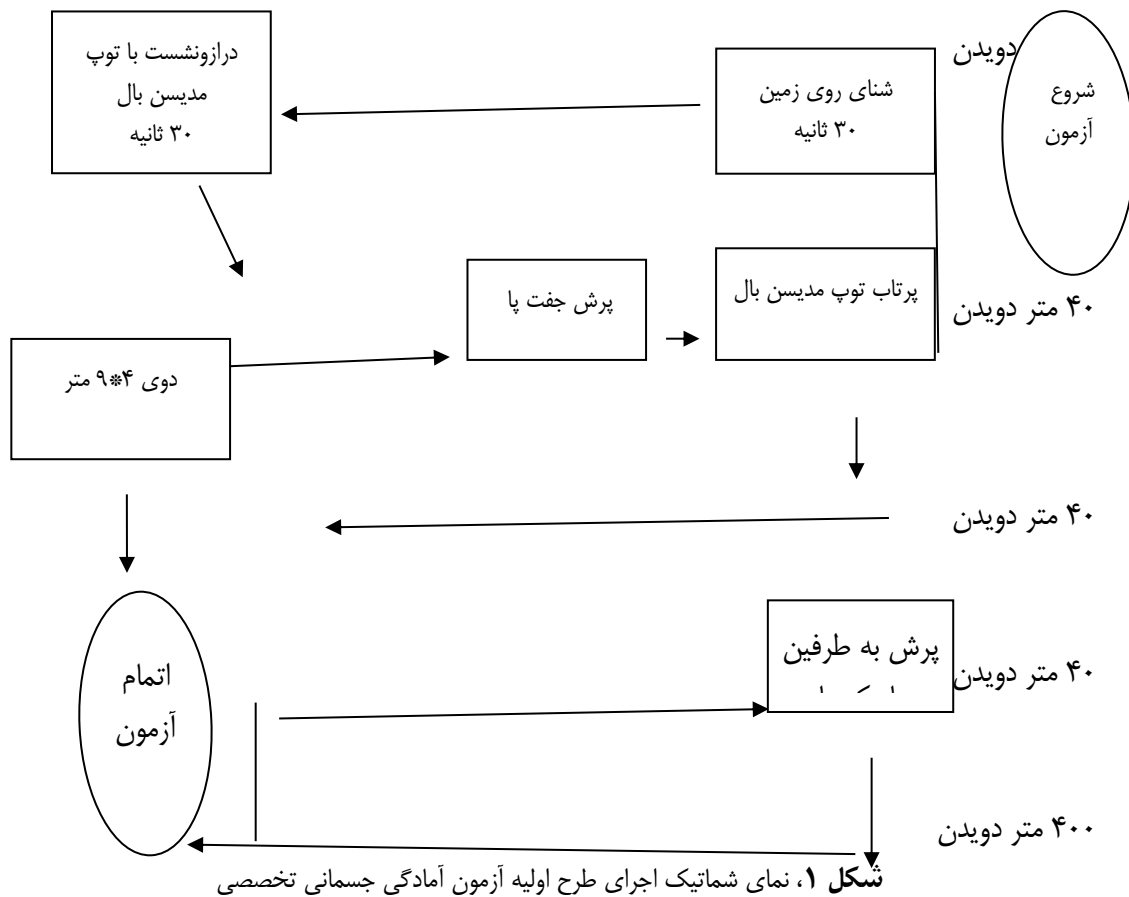 دویدن
شروع
آزمون
شنای روی زمین
۳۰ ثانیه
درازونشست با توپ
مدیسن بال
۳۰ ثانیه
۴۰ متر دویدن
پرتاب توپ مدیسن بال
پرش جفت پا
دوی ۴*۹ متر
۴۰ متر دویدن
۴۰ متر دویدن
پرش به طرفین
اتمام
آزمون
۴۰۰ متر دویدن
شکل ۱، نمای شماتیک اجرای طرح اولیه آزمون آمادگی جسمانی تخصصی